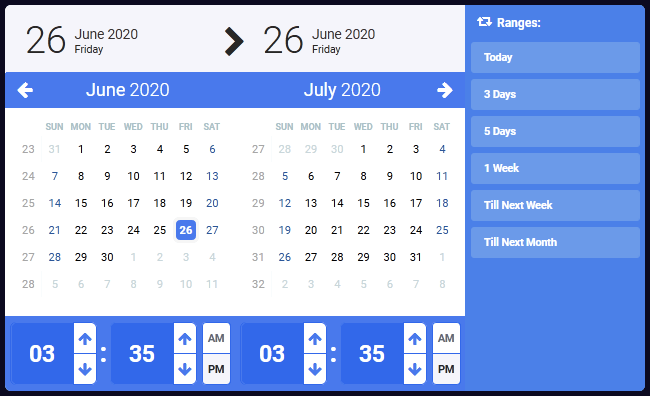 26 June 2020 Friday 26 June 2020 Friday
June 2020 July 2020
SUN MON TUE WED THU FRI SAT SUN MON TUE WED THU FRI SAT
23 31 1 2 3 4 5 6 27 28 29 30 1 2 3 4
24 7 8 9 10 11 12 13 28 5 6 7 8 9 10 11
25 14 15 16 17 18 19 20 29 12 13 14 15 16 17 18
26 21 22 23 24 25 26 27 30 19 20 21 22 23 24 25
27 28 29 30 1 2 3 4 31 26 27 28 29 30 31 1
28 5 6 7 8 9 10 11 32 2 3 4 5 6 7 8
03 : 35 AM PM 03 : 35 AM PM
Ranges:
Today
3 Days
5 Days
1 Week
Till Next Week
Till Next Month